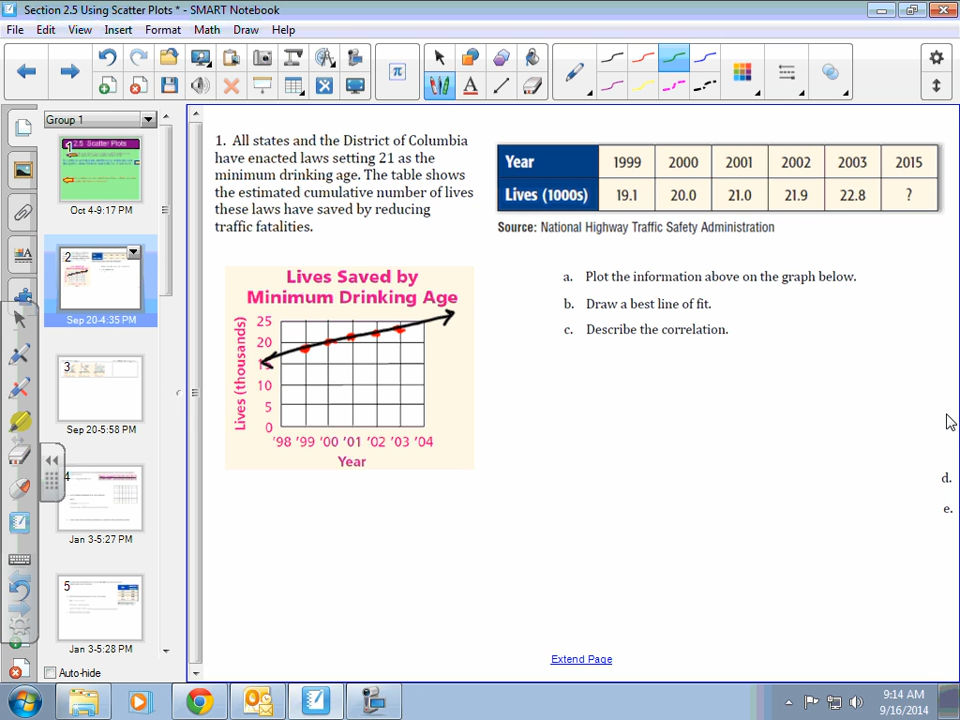 Section 2.5 Using Scatter Plots * - SMART Notebook
File Edit View Insert Format Math Draw Help
Group 1
1 2.5 Scatter Plots
Oct 4-9:17 PM
2
Sep 20-4:35 PM
3
Sep 20-5:58 PM
4
Jan 3-5:27 PM
5
Jan 3-5:28 PM
Auto-hide
1. All states and the District of Columbia
have enacted laws setting 21 as the
minimum drinking age. The table shows
the estimated cumulative number of lives
these laws have saved by reducing
traffic fatalities.
Year 1999 2000 2001 2002 2003 2015
Lives (1000s) 19.1 20.0 21.0 21.9 22.8 ?
Source: National Highway Traffic Safety Administration
a. Plot the information above on the graph below.
b. Draw a best line of fit.
c. Describe the correlation.
d.
e.
Lives Saved by
Minimum Drinking Age
Lives (thousands)
25
20
15
10
5
0
'98 '99 '00 '01 '02 '03 '04
Year
Extend Page
9:14 AM
9/16/2014